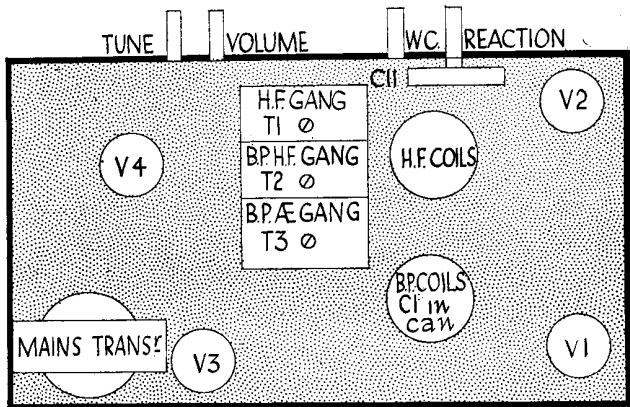 TUNE VOLUME W.C. REACTION
C11
V2
H.F. GANG
T1
V4
H.F. COILS
B.P. H.F. GANG
T2
B.P. Æ GANG
T3
B.P. COILS
C1 in
can
MAINS TRANSr.
V3
V1